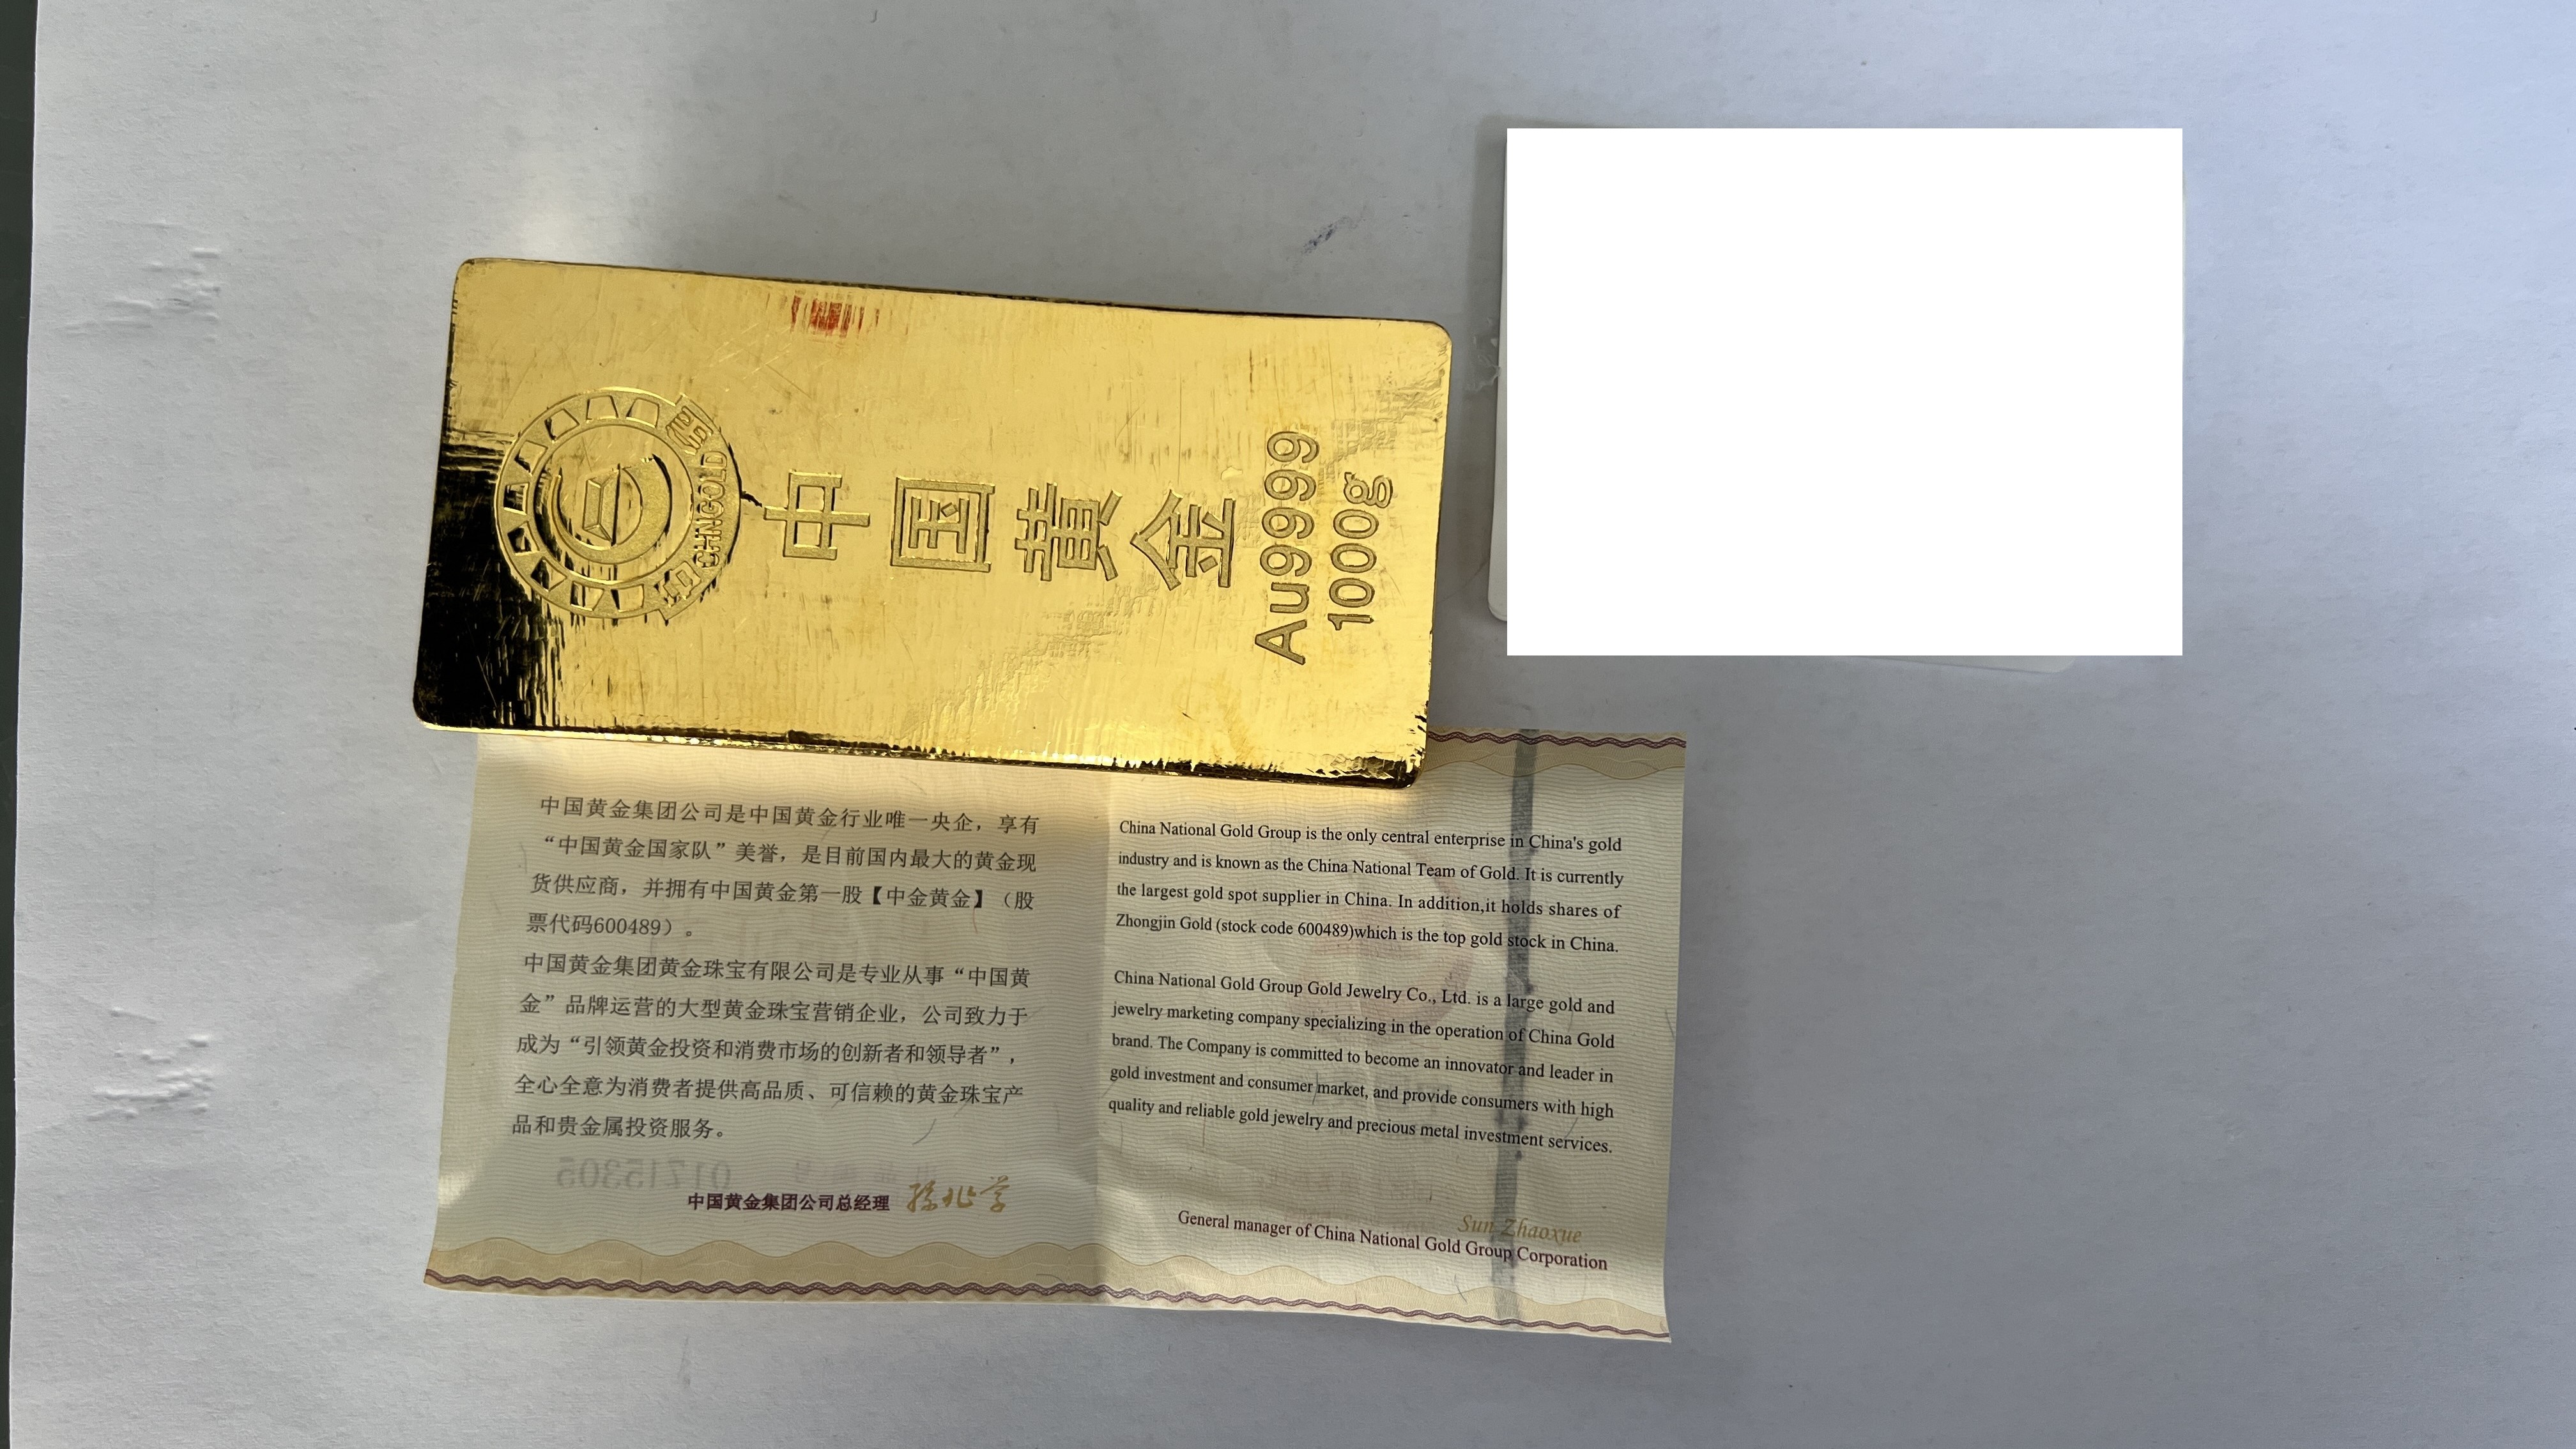 中 CHNGOLD 金
中国黄金
Au9999
1000g
中国黄金集团公司是中国黄金行业唯一央企，享有
“中国黄金国家队”美誉，是目前国内最大的黄金现
货供应商，并拥有中国黄金第一股【中金黄金】（股
票代码600489）。
中国黄金集团黄金珠宝有限公司是专业从事“中国黄
金”品牌运营的大型黄金珠宝营销企业，公司致力于
成为“引领黄金投资和消费市场的创新者和领导者”，
全心全意为消费者提供高品质、可信赖的黄金珠宝产
品和贵金属投资服务。
01715305
中国黄金集团公司总经理 孙兆学
China National Gold Group is the only central enterprise in China's gold
industry and is known as the China National Team of Gold. It is currently
the largest gold spot supplier in China. In addition,it holds shares of
Zhongjin Gold (stock code 600489)which is the top gold stock in China.
China National Gold Group Gold Jewelry Co., Ltd. is a large gold and
jewelry marketing company specializing in the operation of China Gold
brand. The Company is committed to become an innovator and leader in
gold investment and consumer market, and provide consumers with high
quality and reliable gold jewelry and precious metal investment services.
Sun Zhaoxue
General manager of China National Gold Group Corporation